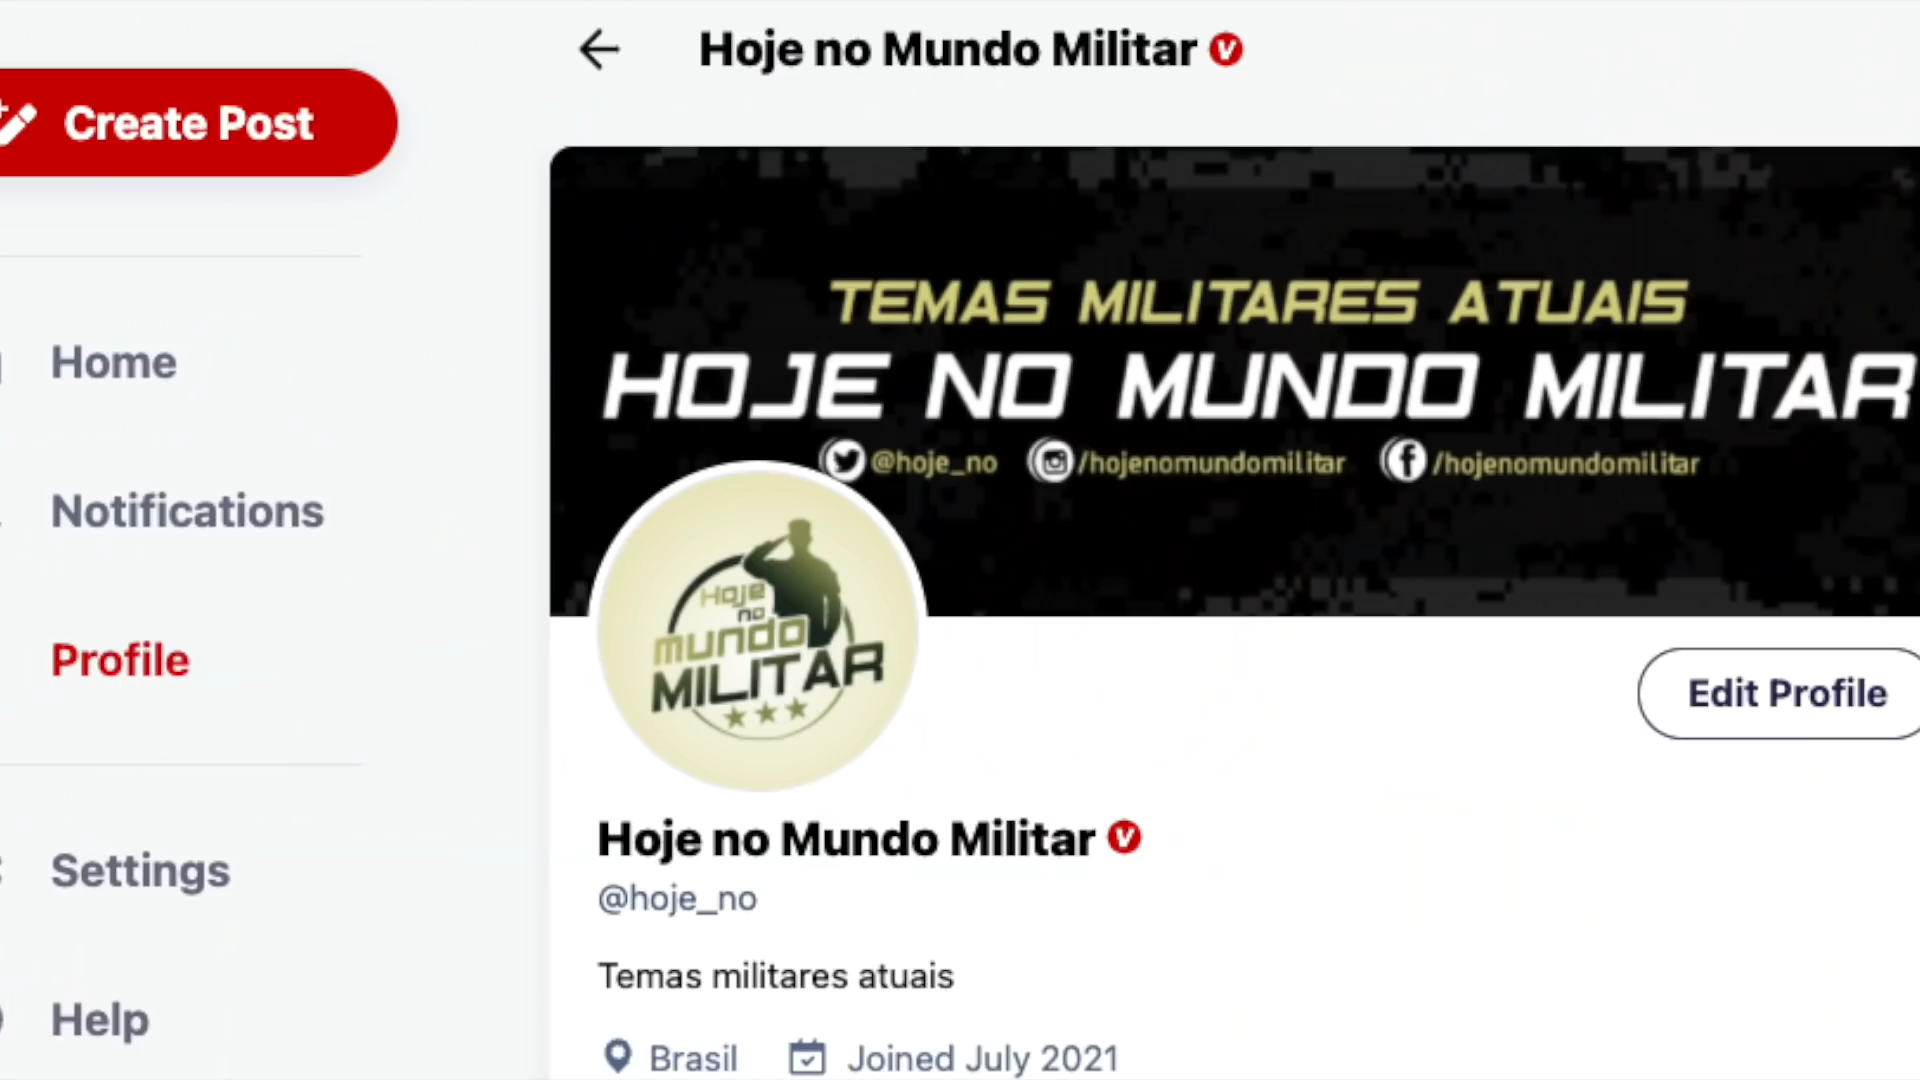 Hoje no Mundo Militar
Create Post
Home
Notifications
Profile
Settings
Help
TEMAS MILITARES ATUAIS
HOJE NO MUNDO MILITAR
@hoje_no /hojenomundomilitar /hojenomundomilitar
Hoje
no
mundo
MILITAR
Edit Profile
Hoje no Mundo Militar
@hoje_no
Temas militares atuais
Brasil Joined July 2021